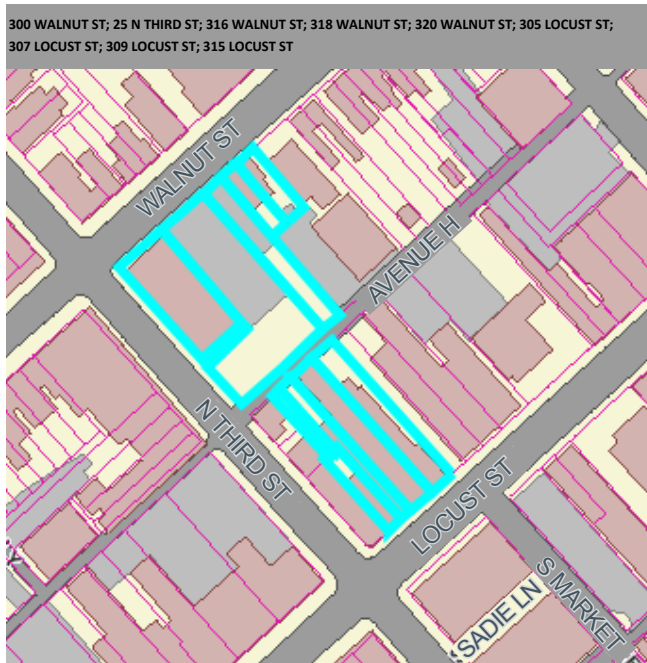 300 WALNUT ST; 25 N THIRD ST; 316 WALNUT ST; 318 WALNUT ST; 320 WALNUT ST; 305 LOCUST ST;
307 LOCUST ST; 309 LOCUST ST; 315 LOCUST ST
WALNUT ST
AVENUE H
N THIRD ST
LOCUST ST
S MARKET
SADIE LN